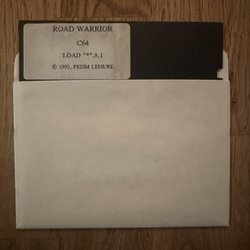 ROAD WARRIOR
C64
LOAD "*",8,1
© 1992, PRISM LEISURE